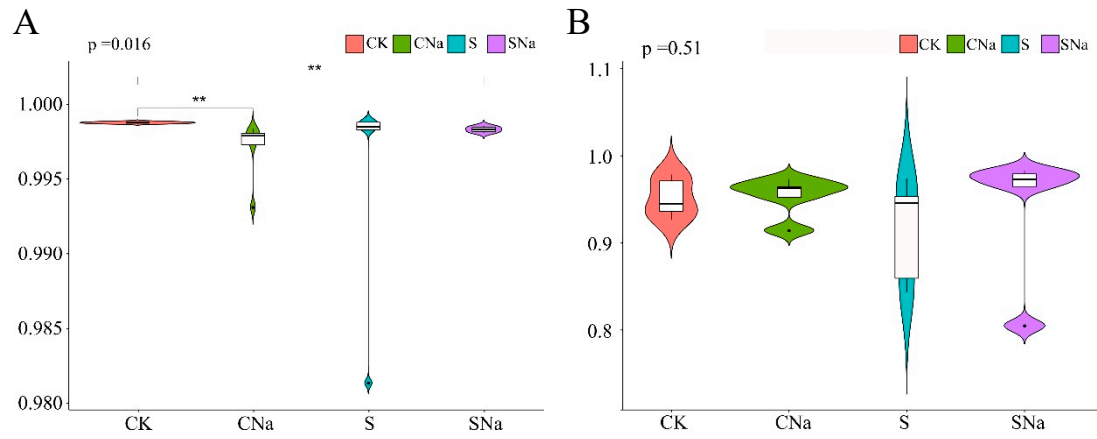 A
p =0.016
CK CNa S SNa
**
**
1.000
0.995
0.990
0.985
0.980
CK CNa S SNa
B
p =0.51
CK CNa S SNa
1.1
1.0
0.9
0.8
CK CNa S SNa